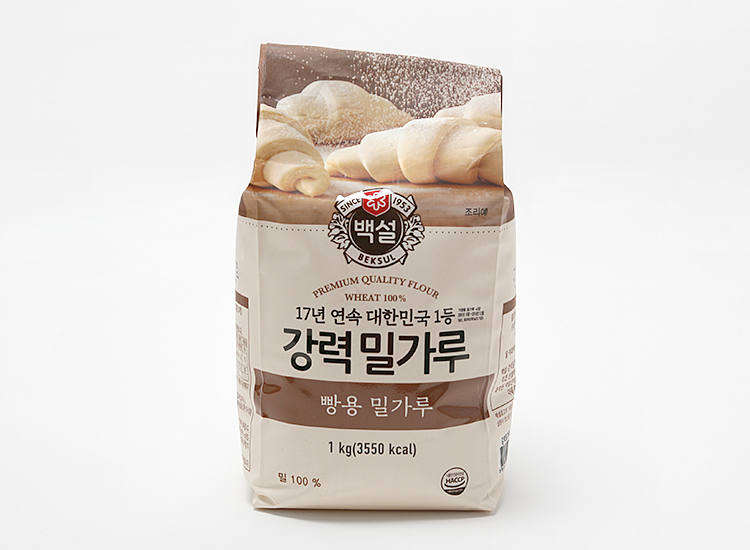 조리예
SINCE 1953
백설
BEKSUL
PREMIUM QUALITY FLOUR
WHEAT 100%
17년 연속 대한민국 1등
강력 밀가루
빵용 밀가루
1 kg(3550 kcal)
밀 100 %
HACCP